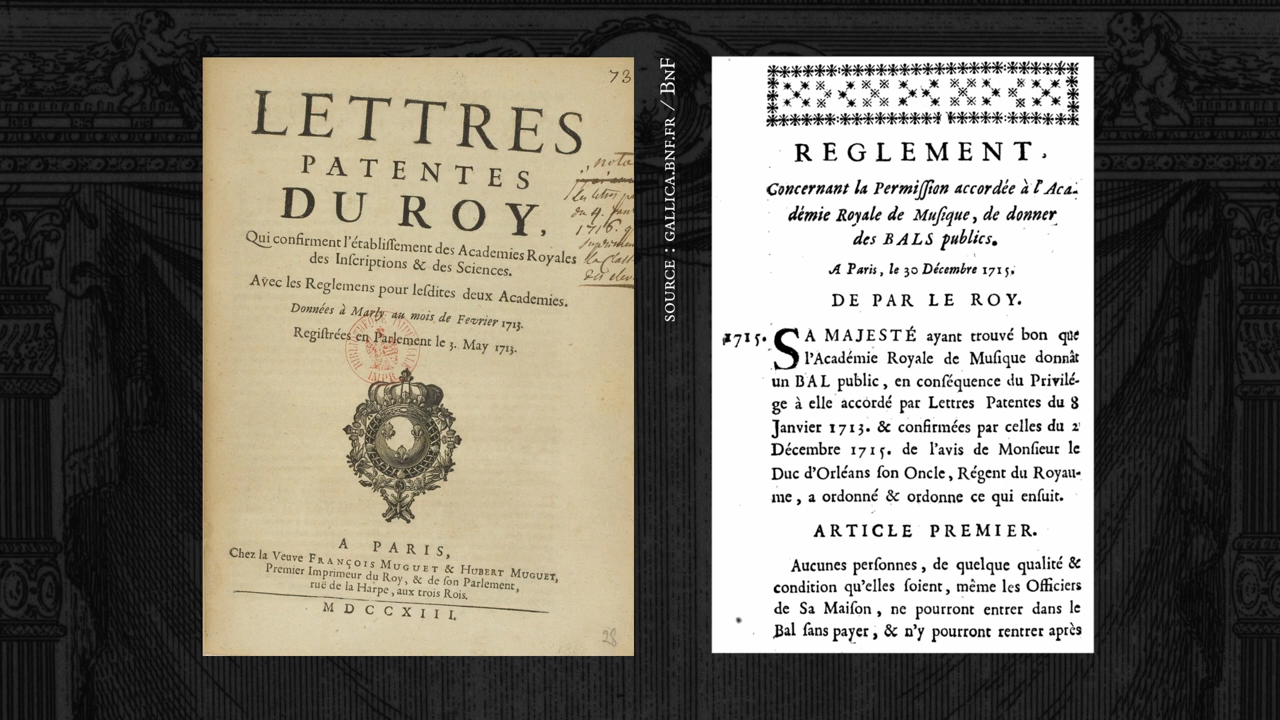 73
LETTRES
PATENTES
DU ROY,
Qui confirment l'établiſſement des Academies Royales
des Inſcriptions & des Sciences.
Avec les Reglemens pour leſdites deux Academies.
Données à Marly au mois de Fevrier 1713.
Regiſtrées en Parlement le 3. May 1713.
nota
du 9.
1716.
A PARIS,
Chez la Veuve FRANÇOIS MUGUET & HUBERT MUGUET,
Premier Imprimeur du Roy, & de ſon Parlement,
ruë de la Harpe, aux trois Rois.
MDCCXIII.
28
SOURCE : GALLICA.BNF.FR / BNF
REGLEMENT,
Concernant la Permiſſion accordée à l'Aca-
démie Royale de Muſique, de donner
des BALS publics.
A Paris, le 30 Décembre 1715.
DE PAR LE ROY.
1715. SA MAJESTÉ ayant trouvé bon que
l'Académie Royale de Muſique donnât
un BAL public, en conſéquence du Privilé-
ge à elle accordé par Lettres Patentes du 8
Janvier 1713. & confirmées par celles du 2
Décembre 1715. de l'avis de Monſieur le
Duc d'Orléans ſon Oncle, Régent du Royau-
me, a ordonné & ordonne ce qui enſuit.
ARTICLE PREMIER.
Aucunes perſonnes, de quelque qualité &
condition qu'elles ſoient, même les Officiers
de Sa Maiſon, ne pourront entrer dans le
Bal ſans payer, & n'y pourront rentrer après